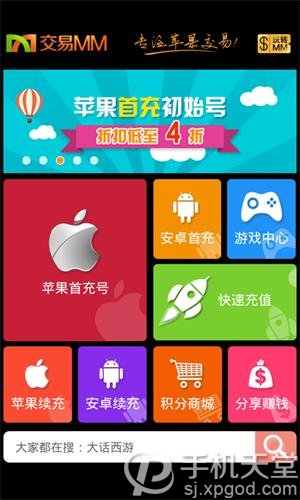 交易MM
专注苹果交易!
玩转
MM
苹果首充初始号
折扣低至4折
苹果首充号
安卓首充
游戏中心
快速充值
苹果续充
安卓续充
积分商城
分享赚钱
大家都在搜：大话西游
手机天堂
sj.xpgod.com